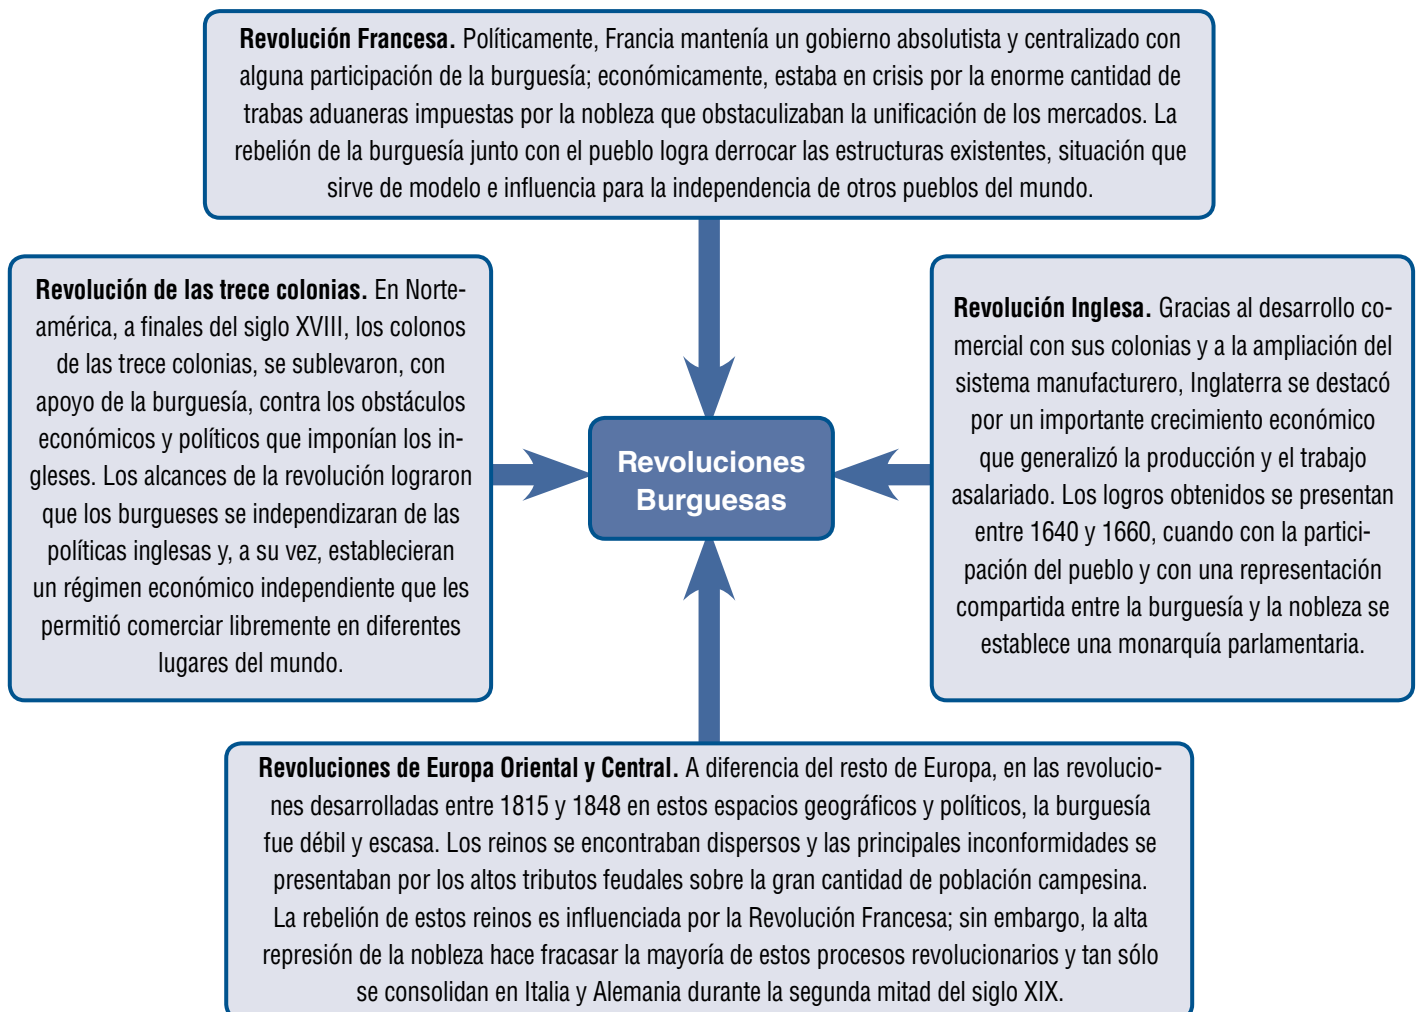 Revolución Francesa. Políticamente, Francia mantenía un gobierno absolutista y centralizado con
alguna participación de la burguesía; económicamente, estaba en crisis por la enorme cantidad de
trabas aduaneras impuestas por la nobleza que obstaculizaban la unificación de los mercados. La
rebelión de la burguesía junto con el pueblo logra derrocar las estructuras existentes, situación que
sirve de modelo e influencia para la independencia de otros pueblos del mundo.
Revolución de las trece colonias. En Norte-
américa, a finales del siglo XVIII, los colonos
de las trece colonias, se sublevaron, con
apoyo de la burguesía, contra los obstáculos
económicos y políticos que imponían los in-
gleses. Los alcances de la revolución lograron
que los burgueses se independizaran de las
políticas inglesas y, a su vez, establecieran
un régimen económico independiente que les
permitió comerciar libremente en diferentes
lugares del mundo.
Revoluciones
Burguesas
Revolución Inglesa. Gracias al desarrollo co-
mercial con sus colonias y a la ampliación del
sistema manufacturero, Inglaterra se destacó
por un importante crecimiento económico
que generalizó la producción y el trabajo
asalariado. Los logros obtenidos se presentan
entre 1640 y 1660, cuando con la partici-
pación del pueblo y con una representación
compartida entre la burguesía y la nobleza se
establece una monarquía parlamentaria.
Revoluciones de Europa Oriental y Central. A diferencia del resto de Europa, en las revolucio-
nes desarrolladas entre 1815 y 1848 en estos espacios geográficos y políticos, la burguesía
fue débil y escasa. Los reinos se encontraban dispersos y las principales inconformidades se
presentaban por los altos tributos feudales sobre la gran cantidad de población campesina.
La rebelión de estos reinos es influenciada por la Revolución Francesa; sin embargo, la alta
represión de la nobleza hace fracasar la mayoría de estos procesos revolucionarios y tan sólo
se consolidan en Italia y Alemania durante la segunda mitad del siglo XIX.